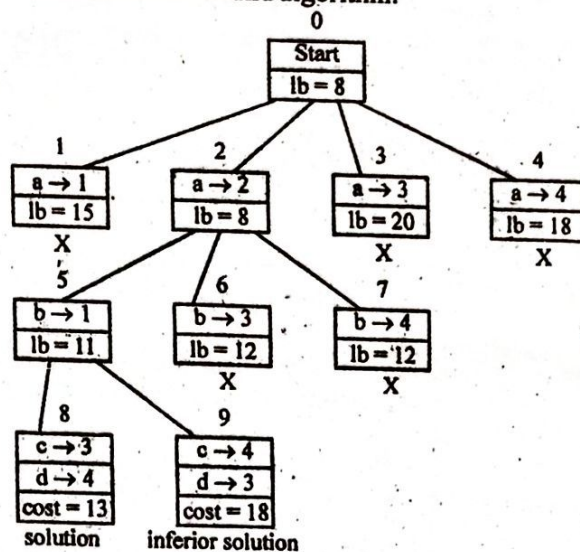 0
Start
lb = 8
1
2
3
4
a → 1
a → 2
a → 3
a → 4
lb = 15
lb = 8
lb = 20
lb = 18
X
X
X
5
6
7
b → 1
b → 3
b → 4
lb = 11
lb = 12
lb = 12
X
X
8
9
c → 3
c → 4
d → 4
d → 3
cost = 13
cost = 18
solution
inferior solution